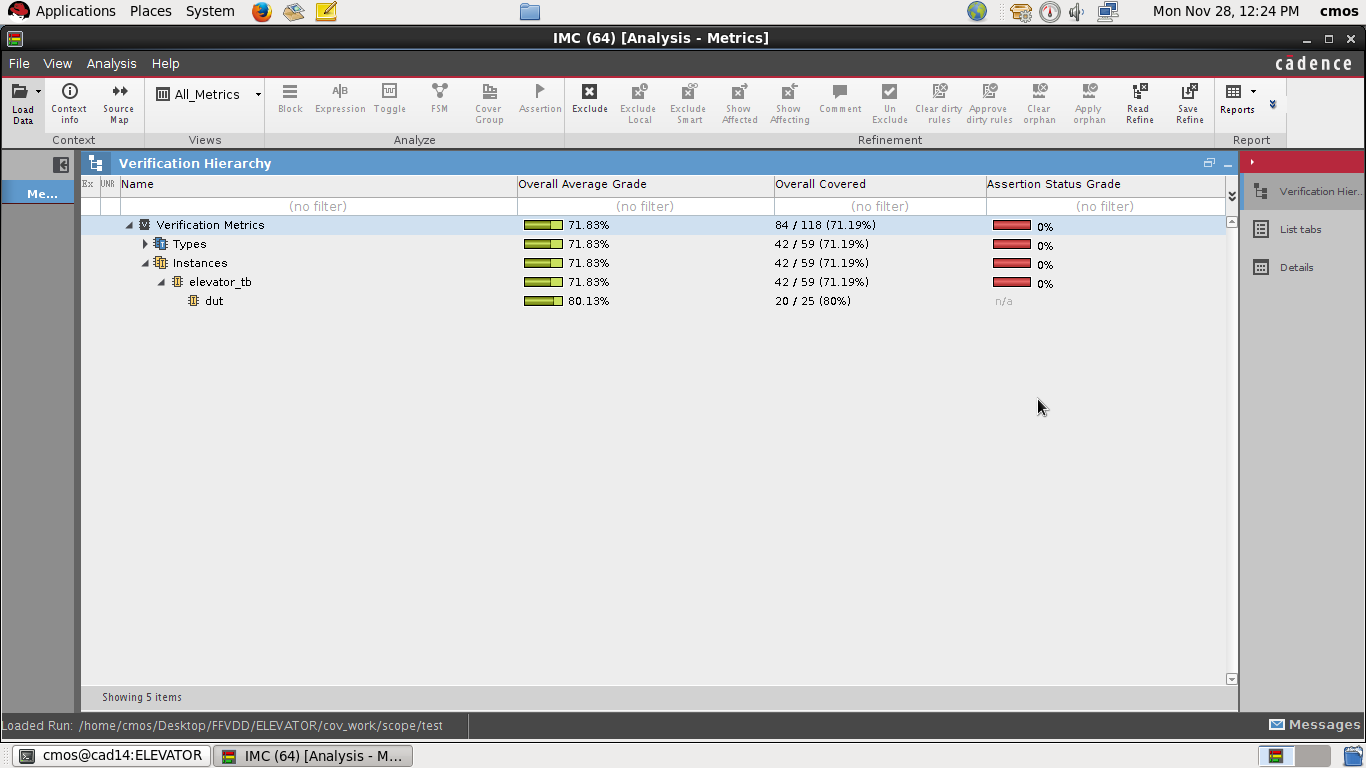 Applications Places System Mon Nov 28, 12:24 PM cmos
IMC (64) [Analysis - Metrics]
File View Analysis Help cādence
Load Data Context info Source Map All_Metrics Block Expression Toggle FSM Cover Group Assertion Exclude Exclude Local Exclude Smart Show Affected Show Affecting Comment Un Exclude Clear dirty rules Approve dirty rules Clear orphan Apply orphan Read Refine Save Refine Reports
Context Views Analyze Refinement Report
Me...
Verification Hierarchy
Ex UNR Name Overall Average Grade Overall Covered Assertion Status Grade
(no filter) (no filter) (no filter) (no filter)
Verification Metrics 71.83% 84 / 118 (71.19%) 0%
Types 71.83% 42 / 59 (71.19%) 0%
Instances 71.83% 42 / 59 (71.19%) 0%
elevator_tb 71.83% 42 / 59 (71.19%) 0%
dut 80.13% 20 / 25 (80%) n/a
Verification Hier...
List tabs
Details
Showing 5 items
Loaded Run: /home/cmos/Desktop/FFVDD/ELEVATOR/cov_work/scope/test Messages
cmos@cad14:ELEVATOR IMC (64) [Analysis - M...